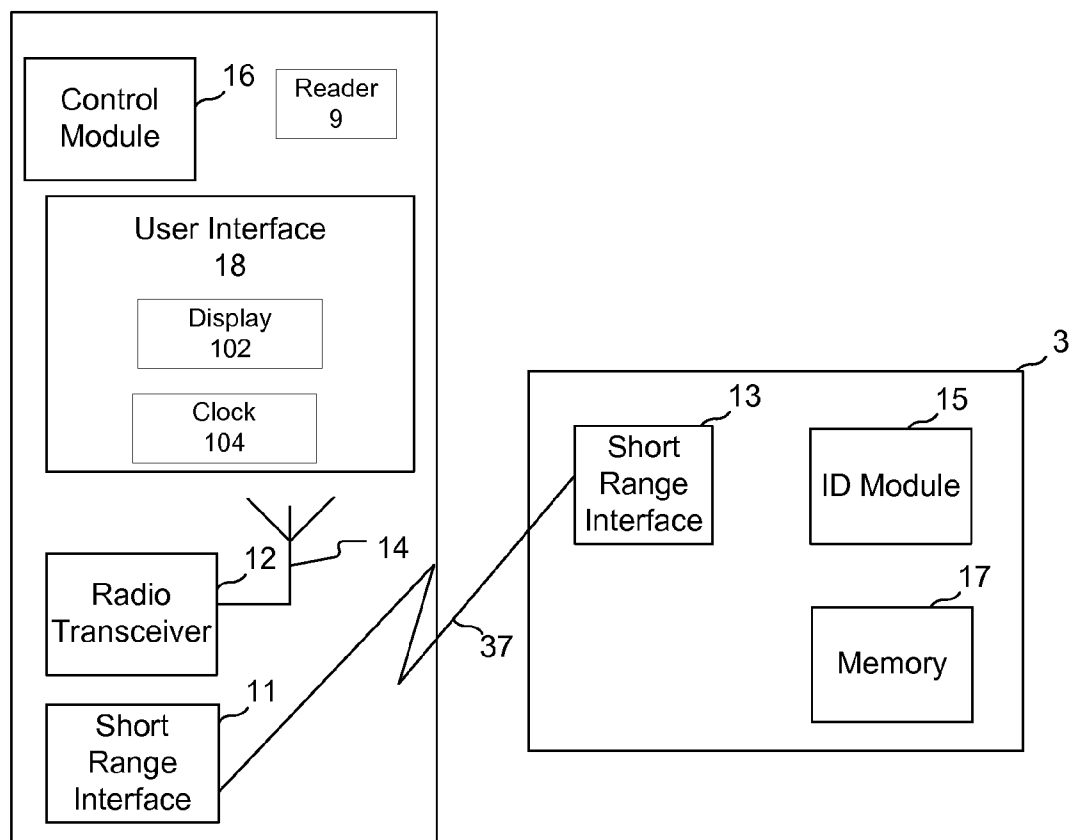 Control
Module
16
Reader
9
User Interface
18
Display
102
Clock
104
Radio
Transceiver
12
14
Short
Range
Interface
11
37
3
Short
Range
Interface
13
ID Module
15
Memory
17